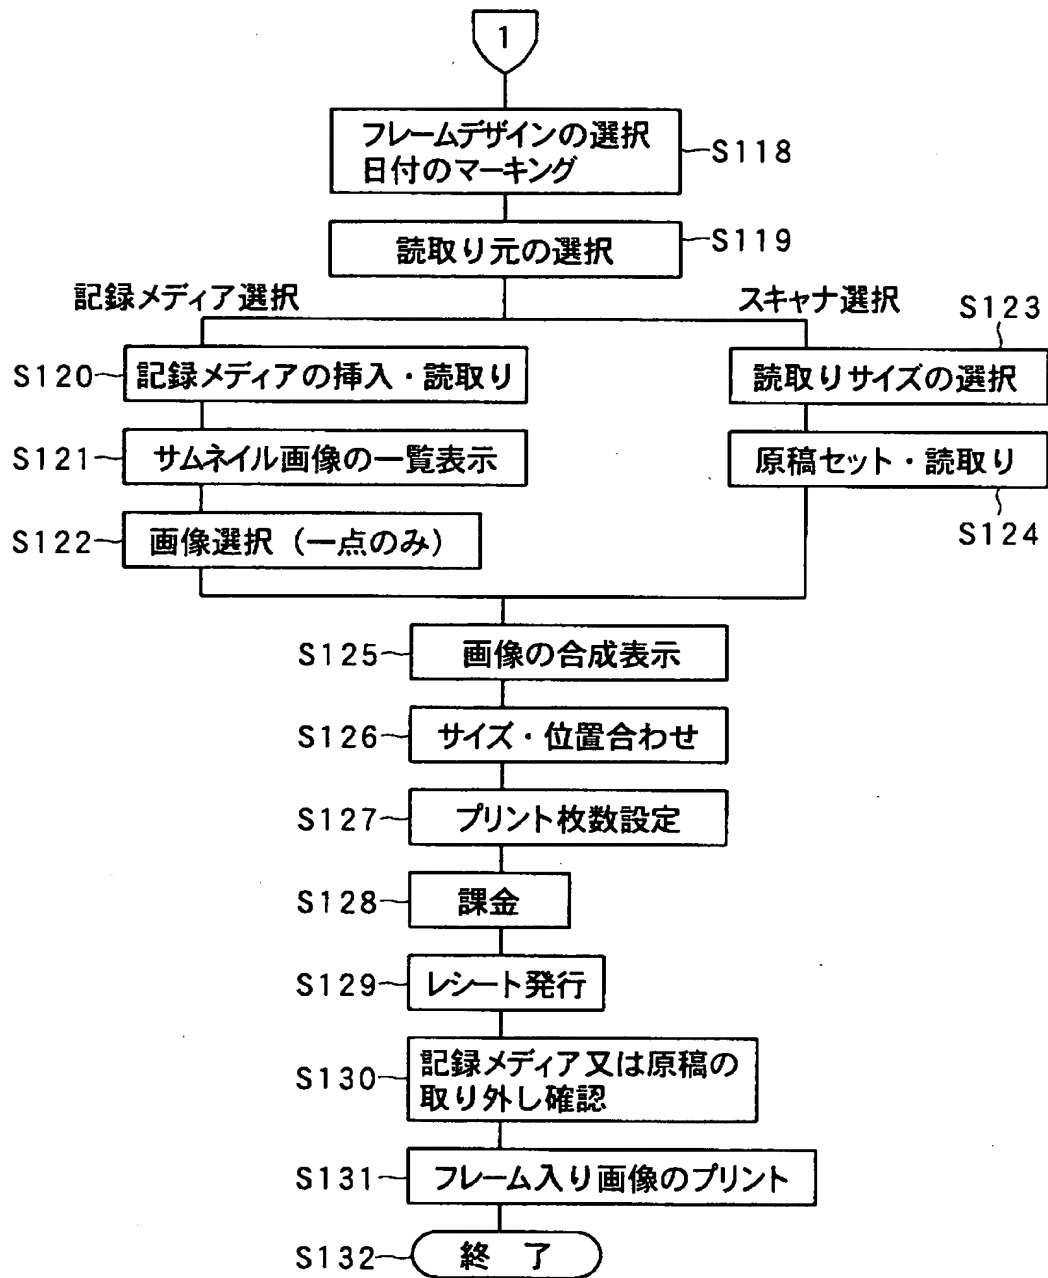 1
フレームデザインの選択
日付のマーキング
S118
読取り元の選択
S119
記録メディア選択
スキャナ選択
S123
S120
記録メディアの挿入・読取り
読取りサイズの選択
S121
サムネイル画像の一覧表示
原稿セット・読取り
S122
画像選択（一点のみ）
S124
S125
画像の合成表示
S126
サイズ・位置合わせ
S127
プリント枚数設定
S128
課金
S129
レシート発行
S130
記録メディア又は原稿の
取り外し確認
S131
フレーム入り画像のプリント
S132
終 了